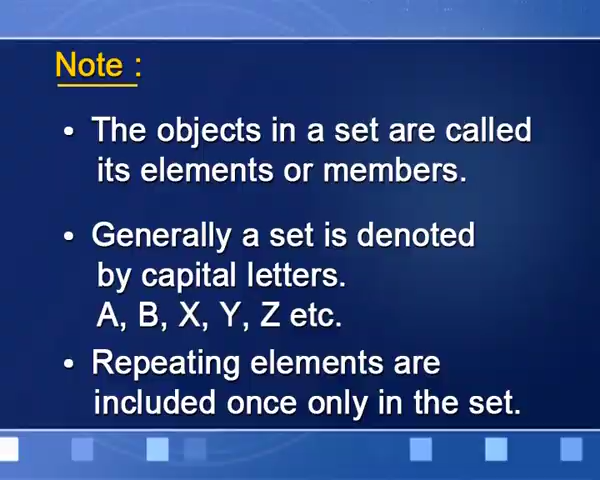 Note :
• The objects in a set are called
its elements or members.
• Generally a set is denoted
by capital letters.
A, B, X, Y, Z etc.
• Repeating elements are
included once only in the set.